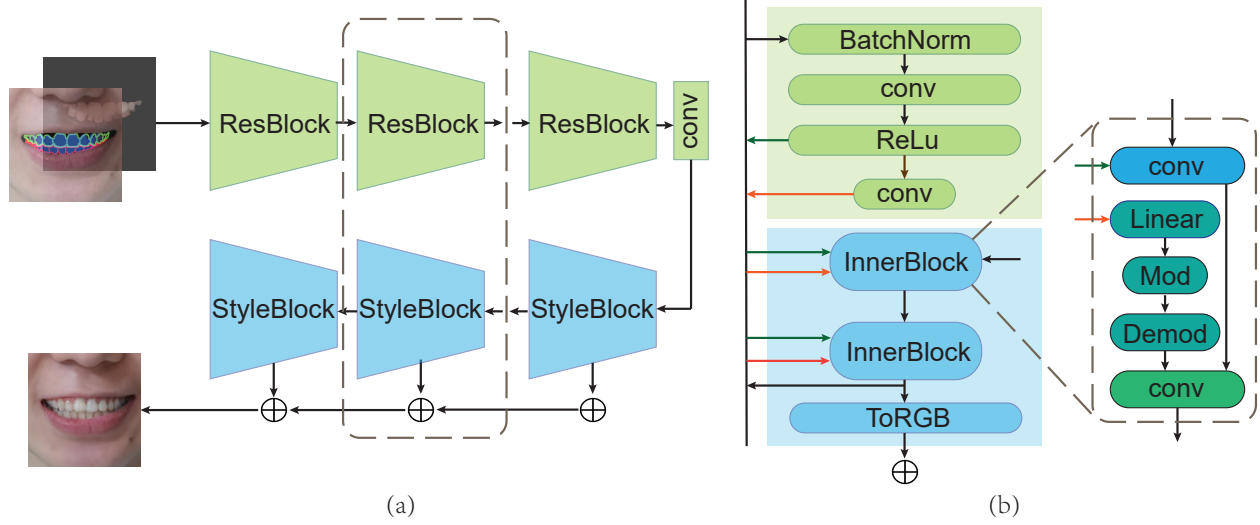 ResBlock
ResBlock
ResBlock
conv
StyleBlock
StyleBlock
StyleBlock
(a)
BatchNorm
conv
ReLu
conv
InnerBlock
InnerBlock
ToRGB
conv
Linear
Mod
Demod
conv
(b)